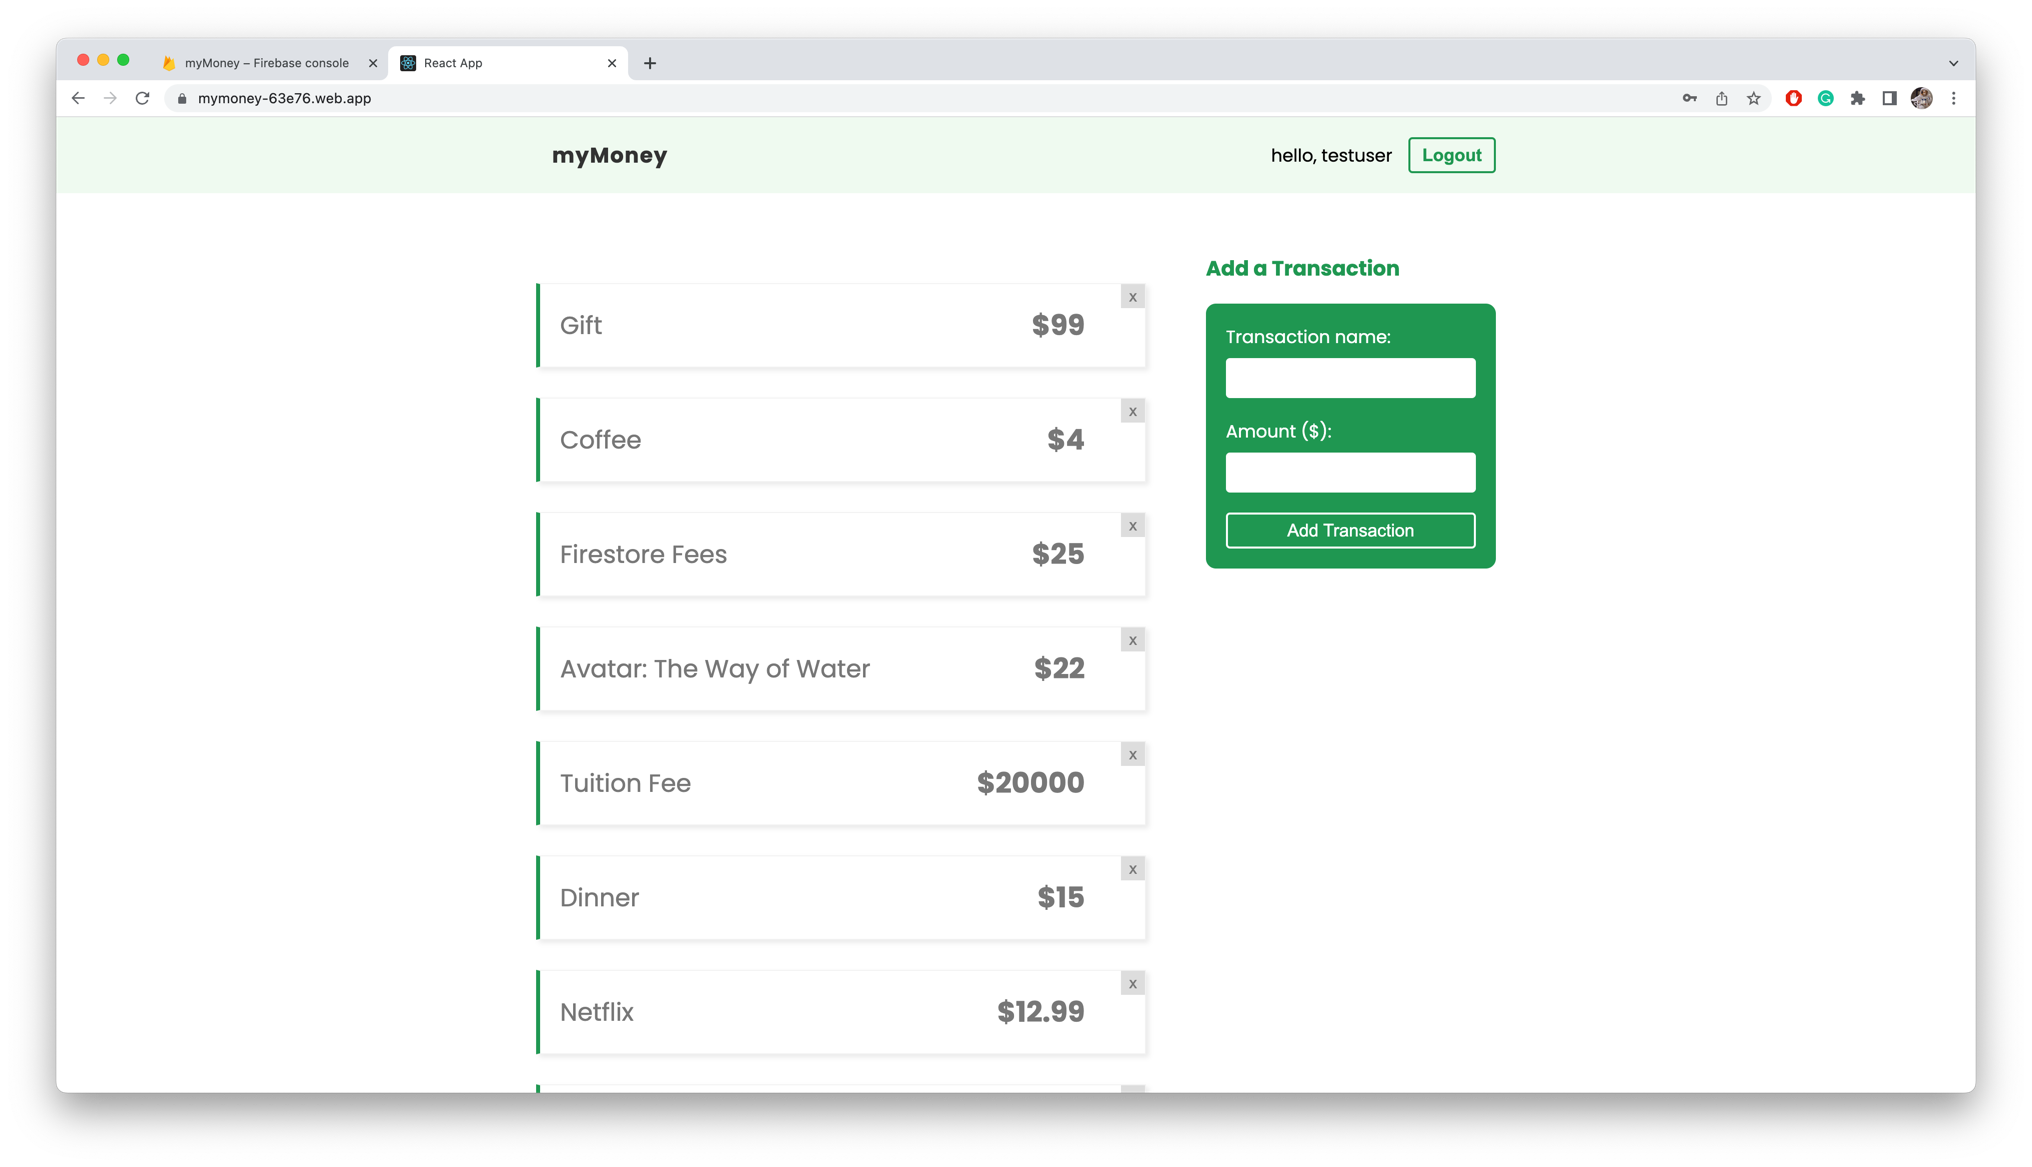 myMoney – Firebase console
React App
mymoney-63e76.web.app
myMoney
hello, testuser
Logout
Add a Transaction
Gift
$99
x
Transaction name:
Amount ($):
Add Transaction
Coffee
$4
x
Firestore Fees
$25
x
Avatar: The Way of Water
$22
x
Tuition Fee
$20000
x
Dinner
$15
x
Netflix
$12.99
x